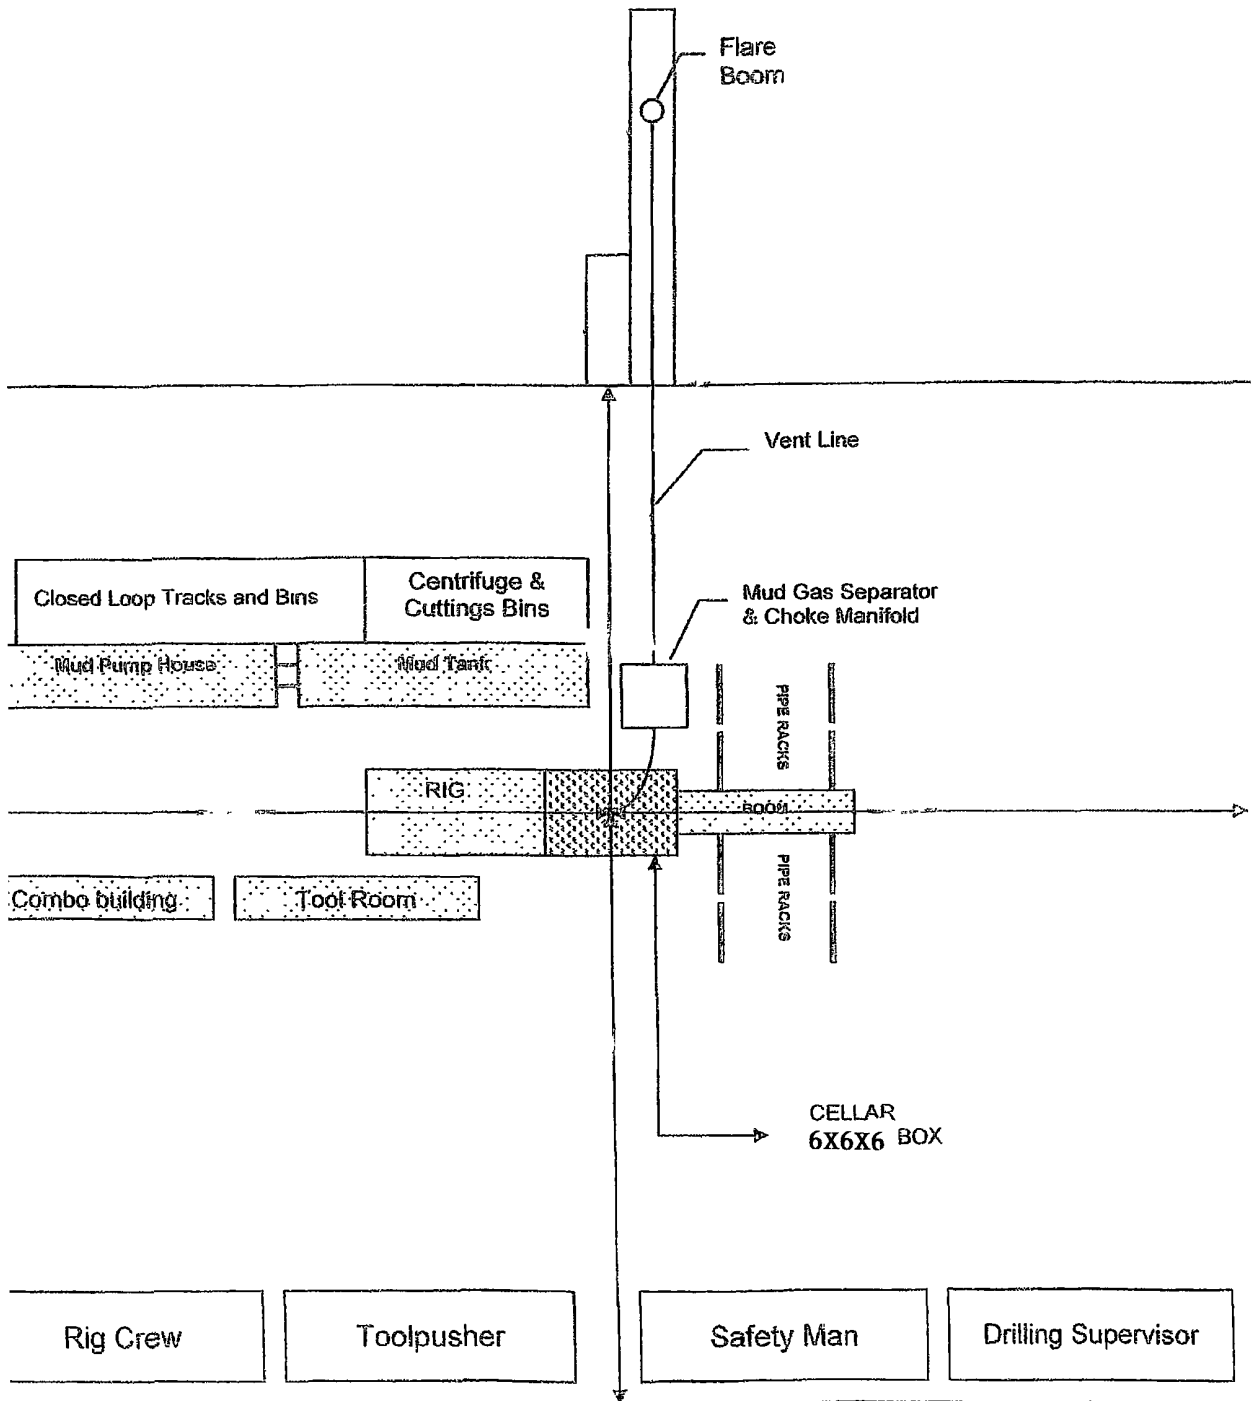 Flare
Boom
Vent Line
Closed Loop Tracks and Bins
Centrifuge &
Cuttings Bins
Mud Gas Separator
& Choke Manifold
Mud Pump House
Mud Tank
PIPE RACKS
RIG
BOOM
PIPE RACKS
Combo building
Tool Room
CELLAR
6X6X6 BOX
Rig Crew
Toolpusher
Safety Man
Drilling Supervisor